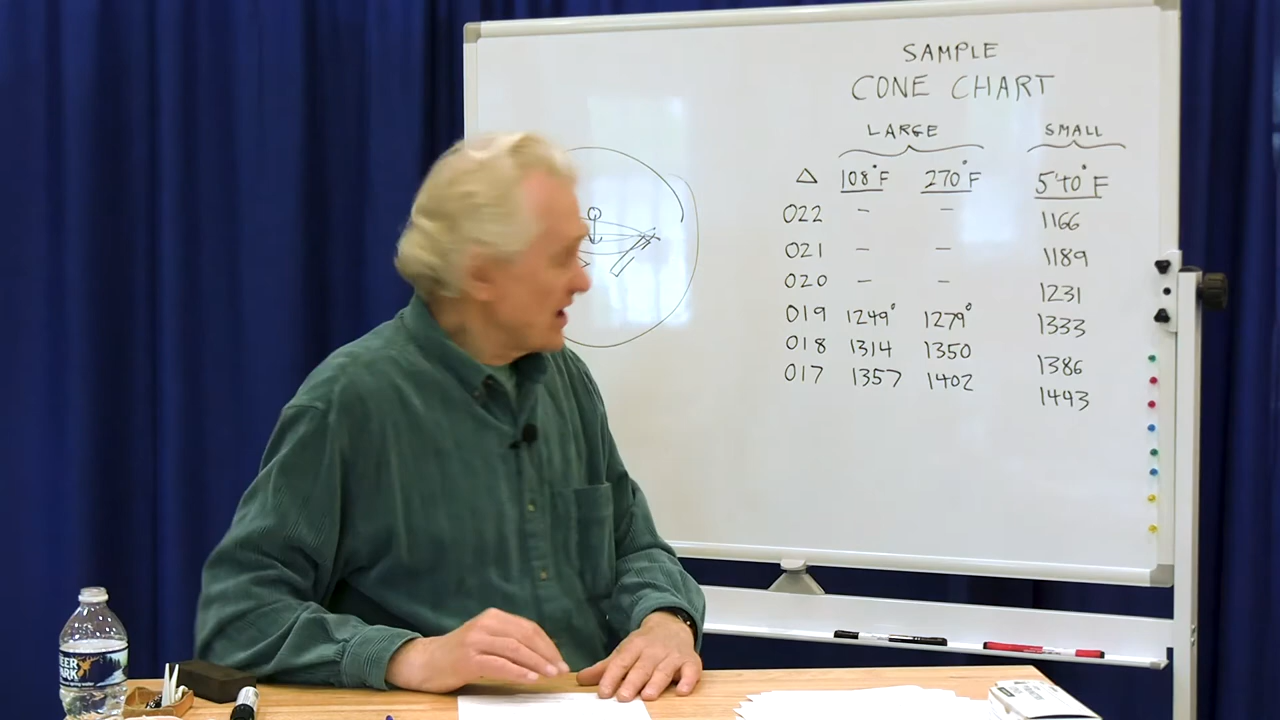 SAMPLE
CONE CHART
LARGE SMALL
△ 108°F 270°F 540°F
022 – – 1166
021 – – 1189
020 – – 1231
019 1249° 1279° 1333
018 1314 1350 1386
017 1357 1402 1443